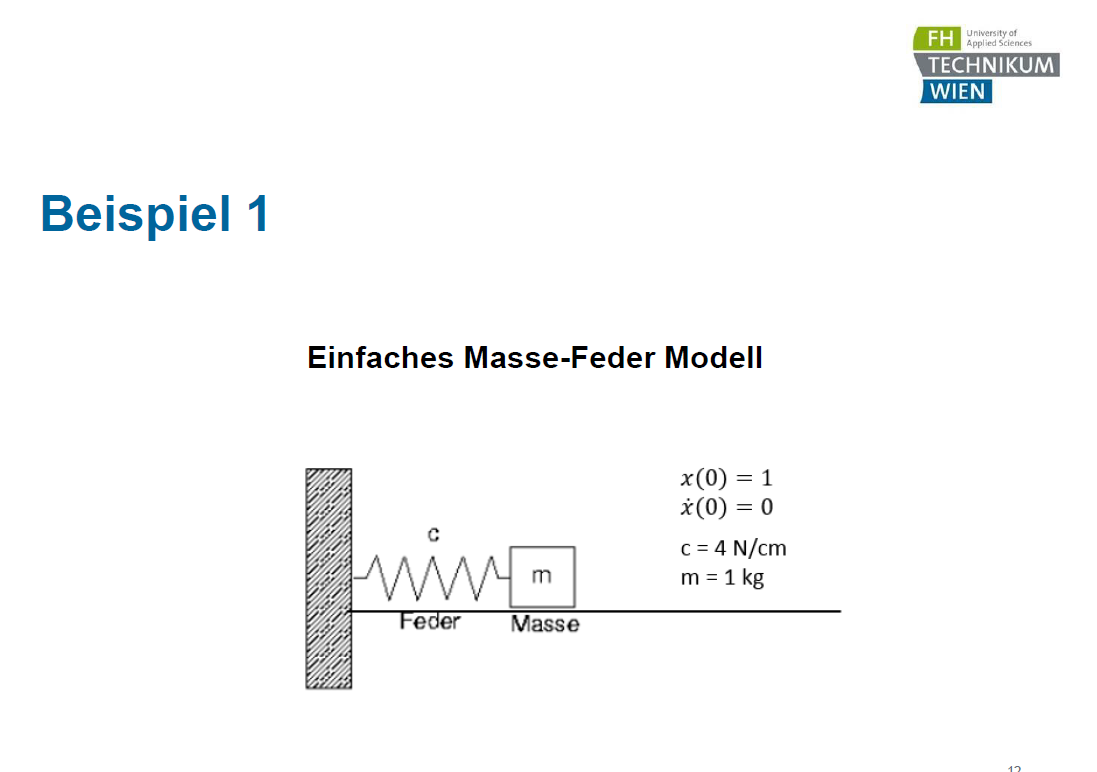 FH University of
Applied Sciences
TECHNIKUM
WIEN
Beispiel 1
Einfaches Masse-Feder Modell
x(0) = 1
ẋ(0) = 0
c
c = 4 N/cm
m
m = 1 kg
Feder
Masse
12